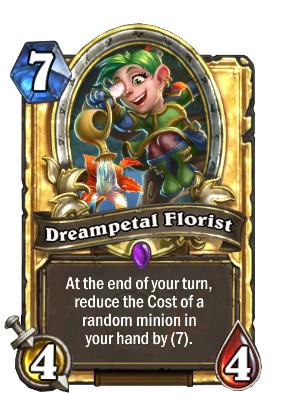 7
Dreampetal Florist
At the end of your turn,
reduce the Cost of a
random minion in
your hand by (7).
4 4